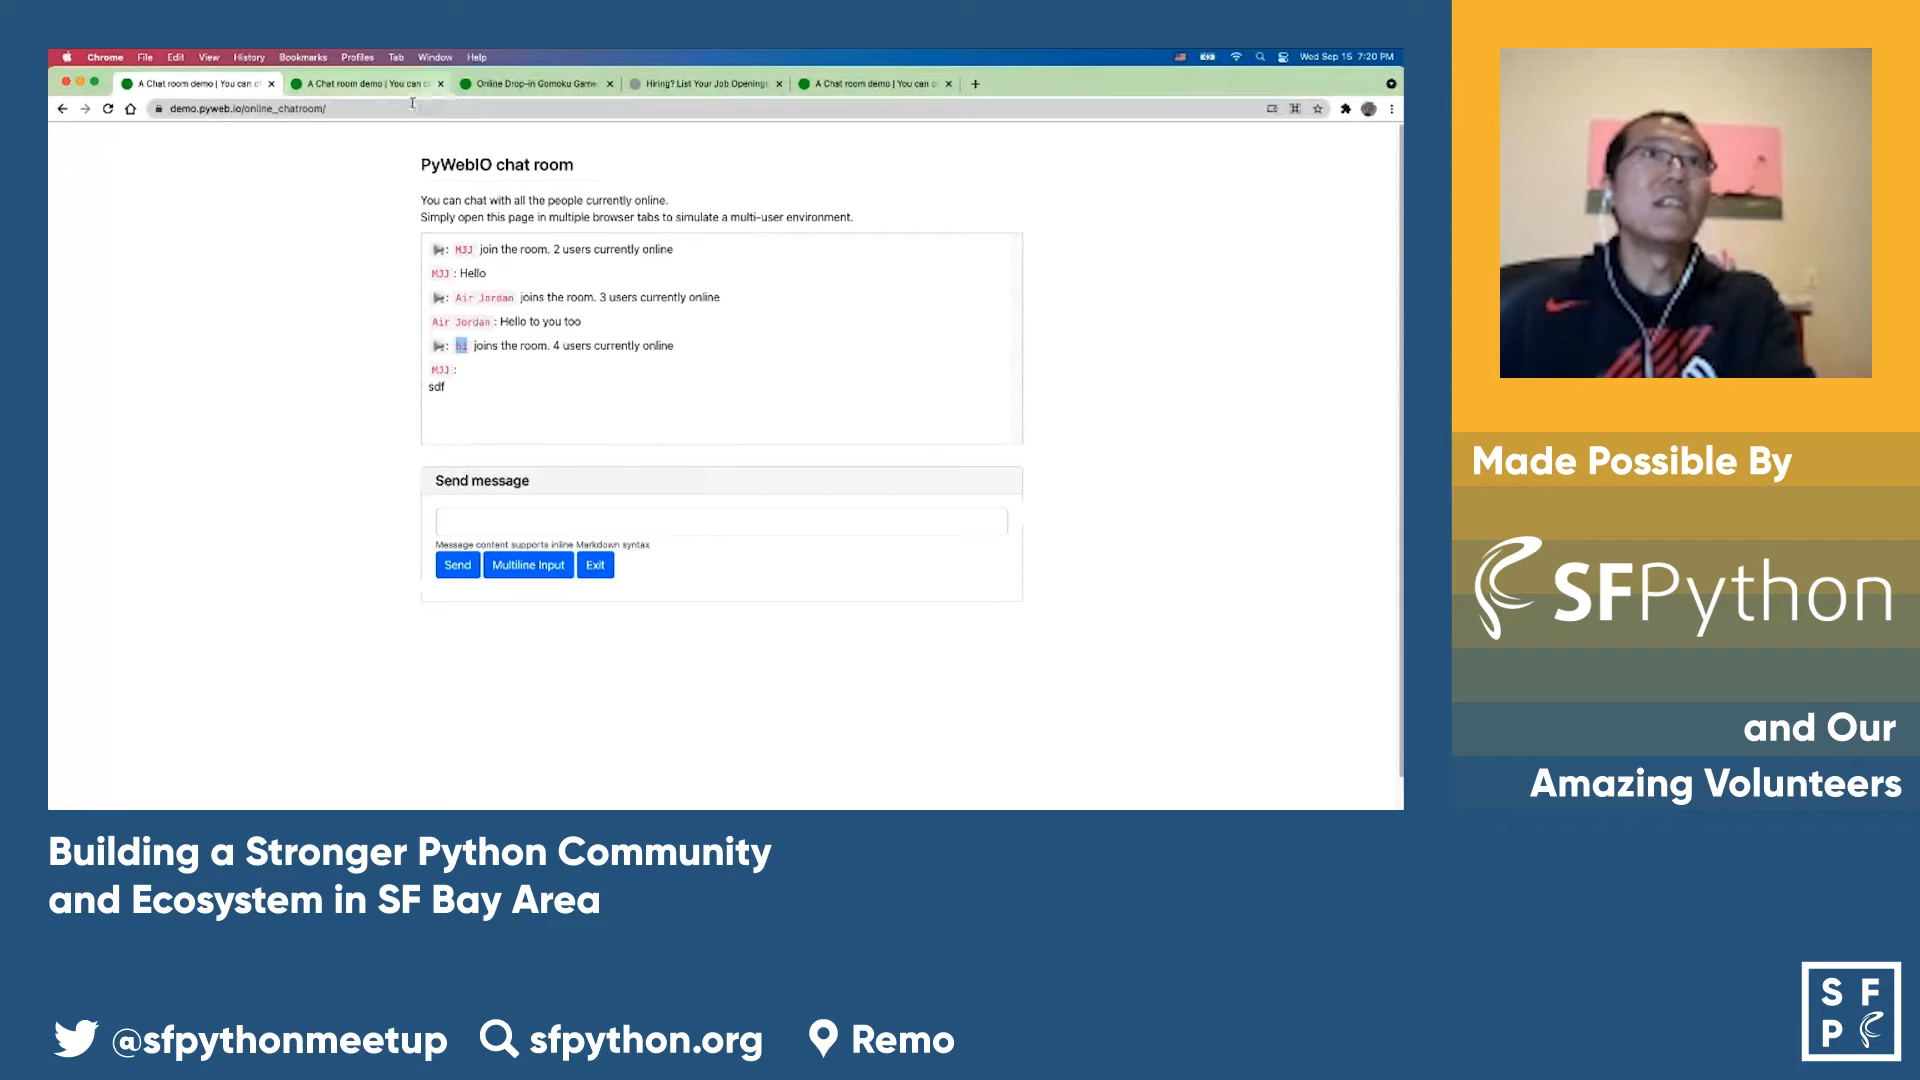 Chrome File Edit View History Bookmarks Profiles Tab Window Help Wed Sep 15 7:20 PM
A Chat room demo | You can c A Chat room demo | You can c Online Drop-in Gomoku Game Hiring? List Your Job Openings A Chat room demo | You can c
demo.pyweb.io/online_chatroom/
PyWebIO chat room
You can chat with all the people currently online.
Simply open this page in multiple browser tabs to simulate a multi-user environment.
: MJJ join the room. 2 users currently online
MJJ : Hello
: Air Jordan joins the room. 3 users currently online
Air Jordan : Hello to you too
: hi joins the room. 4 users currently online
MJJ :
sdf
Send message
Message content supports inline Markdown syntax
Send Multiline Input Exit
Made Possible By
SFPython
and Our
Amazing Volunteers
Building a Stronger Python Community
and Ecosystem in SF Bay Area
@sfpythonmeetup sfpython.org Remo
S F
P